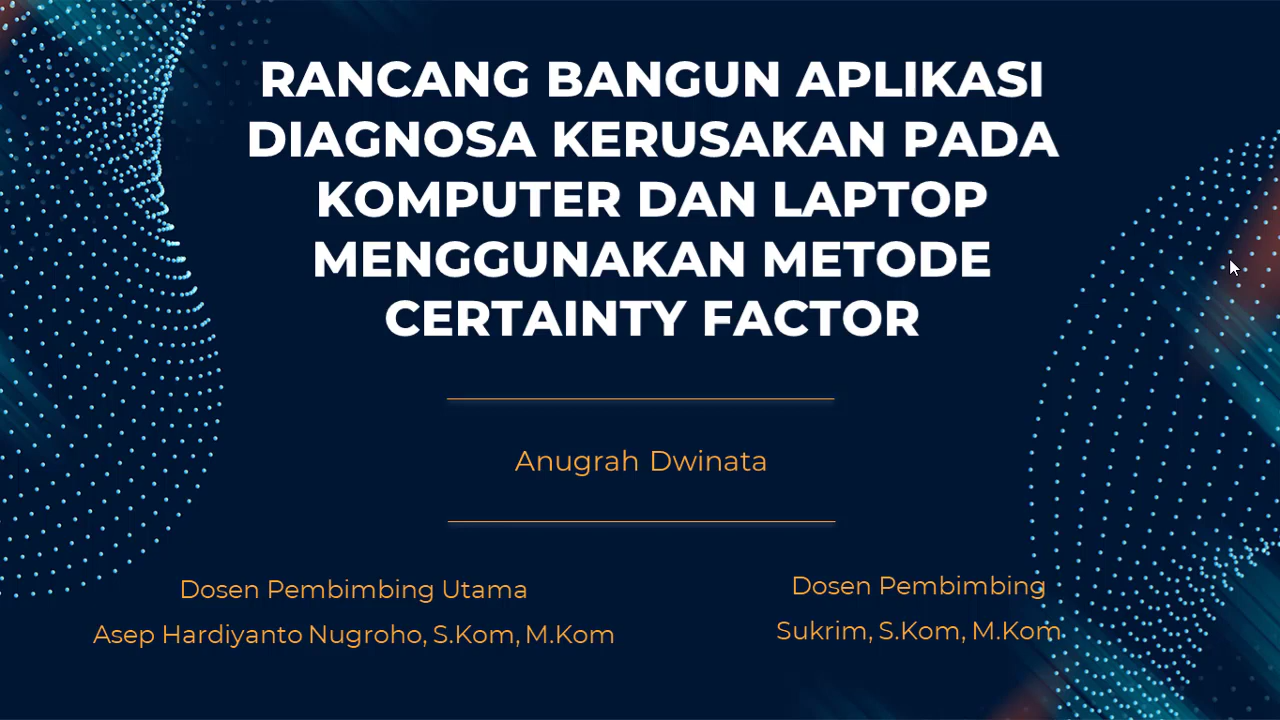 RANCANG BANGUN APLIKASI
DIAGNOSA KERUSAKAN PADA
KOMPUTER DAN LAPTOP
MENGGUNAKAN METODE
CERTAINTY FACTOR
Anugrah Dwinata
Dosen Pembimbing Utama
Asep Hardiyanto Nugroho, S.Kom, M.Kom
Dosen Pembimbing
Sukrim, S.Kom, M.Kom